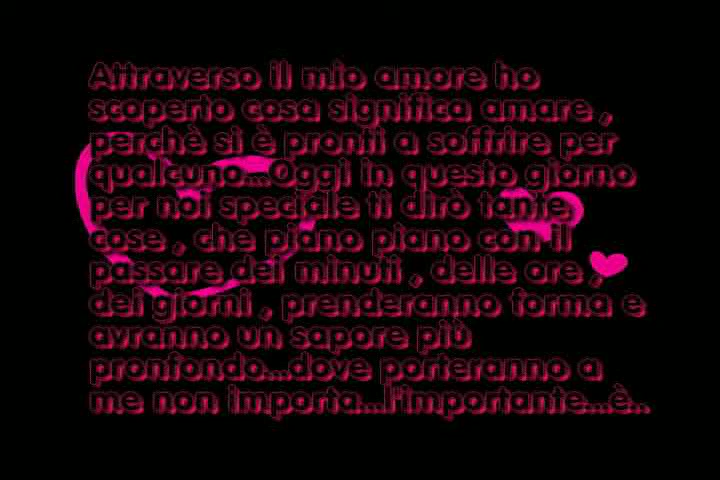 Attraverso il mio amore ho
scoperto cosa significa amare ,
perchè si è pronti a soffrire per
qualcuno...Oggi in questo giorno
per noi speciale ti dirò tante
cose , che piano piano con il
passare dei minuti , delle ore ,
dei giorni , prenderanno forma e
avranno un sapore più
pronfondo...dove porteranno a
me non importa...l'importante...è..